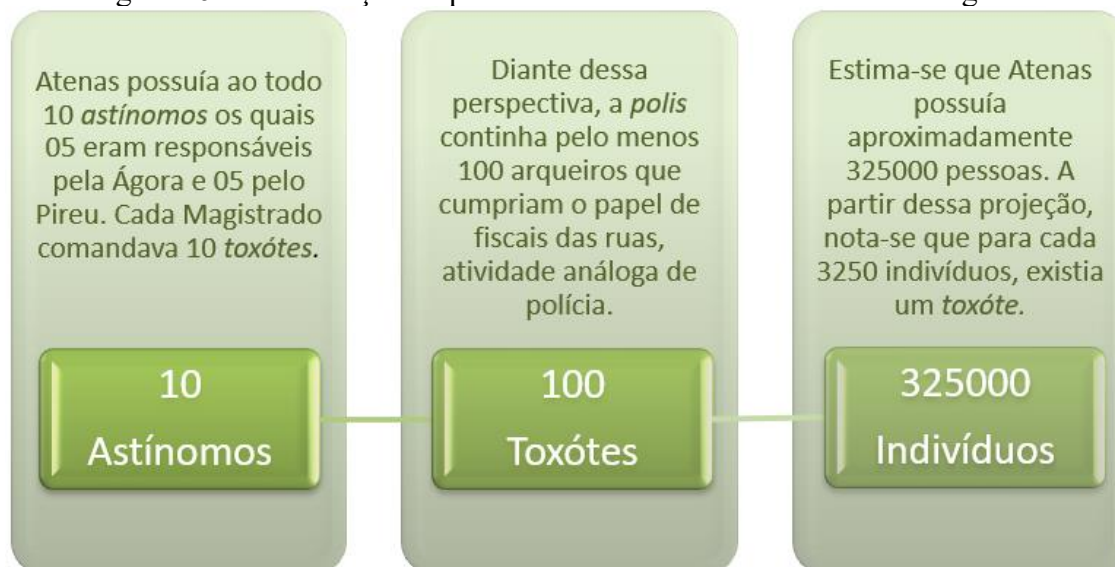 Atenas possuía ao todo
10 astínomos os quais
05 eram responsáveis
pela Ágora e 05 pelo
Pireu. Cada Magistrado
comandava 10 toxótes.
10
Astínomos
Diante dessa
perspectiva, a polis
continha pelo menos
100 arqueiros que
cumpriam o papel de
fiscais das ruas,
atividade análoga de
polícia.
100
Toxótes
Estima-se que Atenas
possuía
aproximadamente
325000 pessoas. A
partir dessa projeção,
nota-se que para cada
3250 indivíduos, existia
um toxóte.
325000
Indivíduos